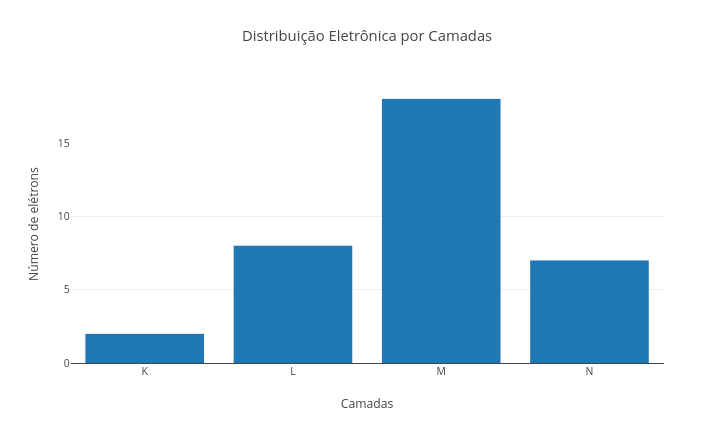 Distribuição Eletrônica por Camadas
Número de elétrons
15
10
5
0
K L M N
Camadas